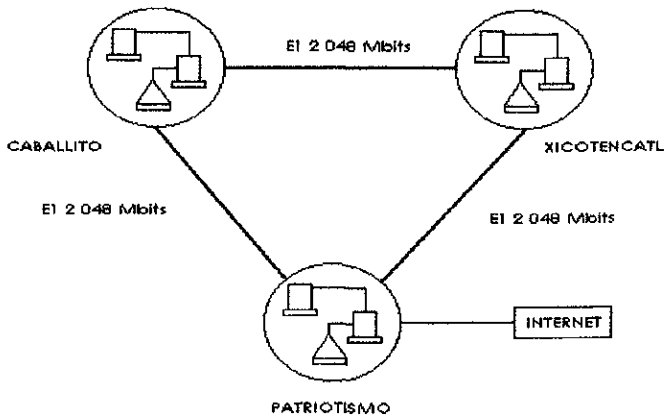 E1 2 048 Mbits
CABALLITO
XICOTENCATL
E1 2 048 Mbits
E1 2 048 Mbits
INTERNET
PATRIOTISMO